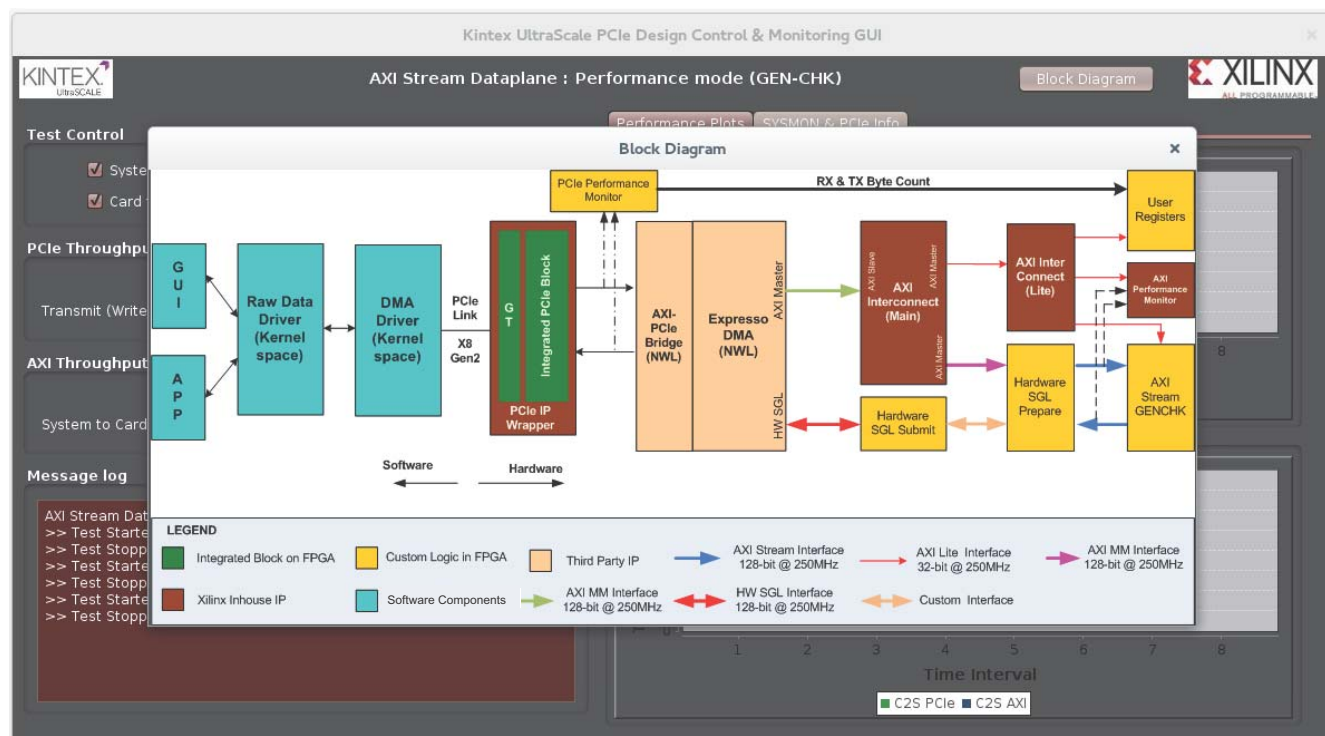 Kintex UltraScale PCIe Design Control & Monitoring GUI
KINTEX
UltraSCALE
AXI Stream Dataplane : Performance mode (GEN-CHK)
Block Diagram
XILINX
ALL PROGRAMMABLE
Performance Plots
SYSMON & PCIe Info
Test Control
Syste
Card
PCIe Throughpu
Transmit (Write
AXI Throughput
System to Card
Message log
AXI Stream Dat
>> Test Starte
>> Test Stopp
>> Test Starte
>> Test Stopp
>> Test Starte
>> Test Stopp
Block Diagram
PCIe Performance
Monitor
RX & TX Byte Count
User
Registers
G
U
I
A
P
P
Raw Data
Driver
(Kernel
space)
DMA
Driver
(Kernel
space)
PCIe
Link
X8
Gen2
G
T
Integrated PCIe Block
PCIe IP
Wrapper
AXI-
PCIe
Bridge
(NWL)
Expresso
DMA
(NWL)
AXI Master
HW SGL
AXI Slave
AXI Master
AXI
Interconnect
(Main)
AXI Master
AXI Inter
Connect
(Lite)
AXI
Performance
Monitor
Hardware
SGL Submit
Hardware
SGL
Prepare
AXI
Stream
GENCHK
Software
Hardware
LEGEND
Integrated Block on FPGA
Custom Logic in FPGA
Third Party IP
AXI Stream Interface
128-bit @ 250MHz
AXI Lite Interface
32-bit @ 250MHz
AXI MM Interface
128-bit @ 250MHz
Xilinx Inhouse IP
Software Components
AXI MM Interface
128-bit @ 250MHz
HW SGL Interface
128-bit @ 250MHz
Custom Interface
8
0
1 2 3 4 5 6 7 8
Time Interval
C2S PCIe C2S AXI